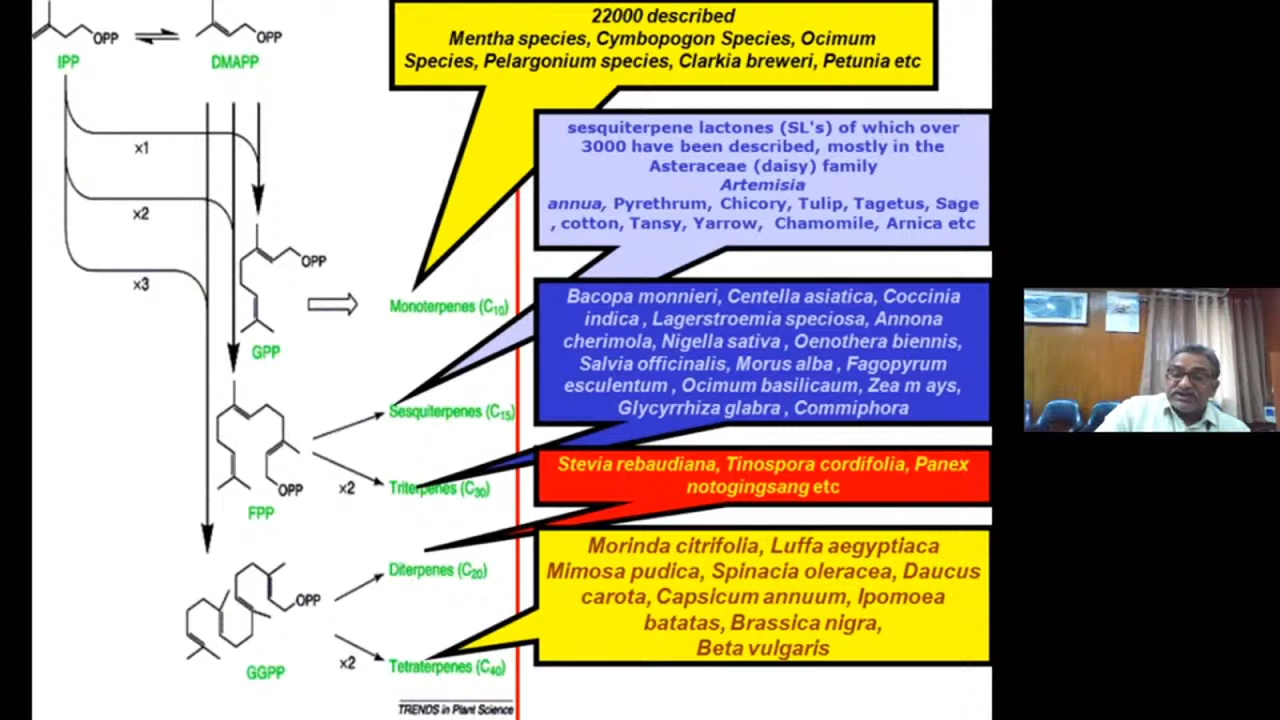 OPP
OPP
IPP
DMAPP
x1
x2
x3
OPP
GPP
OPP
FPP
x2
OPP
GGPP
x2
Monoterpenes (C10)
Sesquiterpenes (C15)
Triterpenes (C30)
Diterpenes (C20)
Tetraterpenes (C40)
TRENDS in Plant Science
22000 described
Mentha species, Cymbopogon Species, Ocimum
Species, Pelargonium species, Clarkia breweri, Petunia etc
sesquiterpene lactones (SL's) of which over
3000 have been described, mostly in the
Asteraceae (daisy) family
Artemisia
annua, Pyrethrum, Chicory, Tulip, Tagetus, Sage
, cotton, Tansy, Yarrow, Chamomile, Arnica etc
Bacopa monnieri, Centella asiatica, Coccinia
indica , Lagerstroemia speciosa, Annona
cherimola, Nigella sativa , Oenothera biennis,
Salvia officinalis, Morus alba , Fagopyrum
esculentum , Ocimum basilicaum, Zea m ays,
Glycyrrhiza glabra , Commiphora
Stevia rebaudiana, Tinospora cordifolia, Panex
notogingsang etc
Morinda citrifolia, Luffa aegyptiaca
Mimosa pudica, Spinacia oleracea, Daucus
carota, Capsicum annuum, Ipomoea
batatas, Brassica nigra,
Beta vulgaris